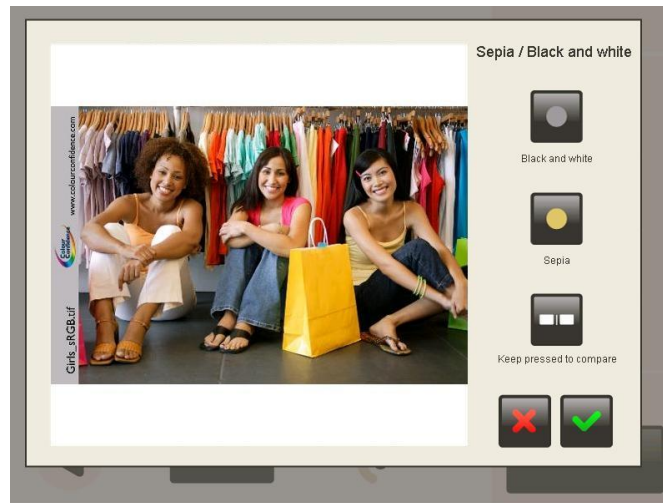 Sepia / Black and white
www.colourconfidence.com
Colour
Confidence
Girls_sRGB.tif
Black and white
Sepia
Keep pressed to compare